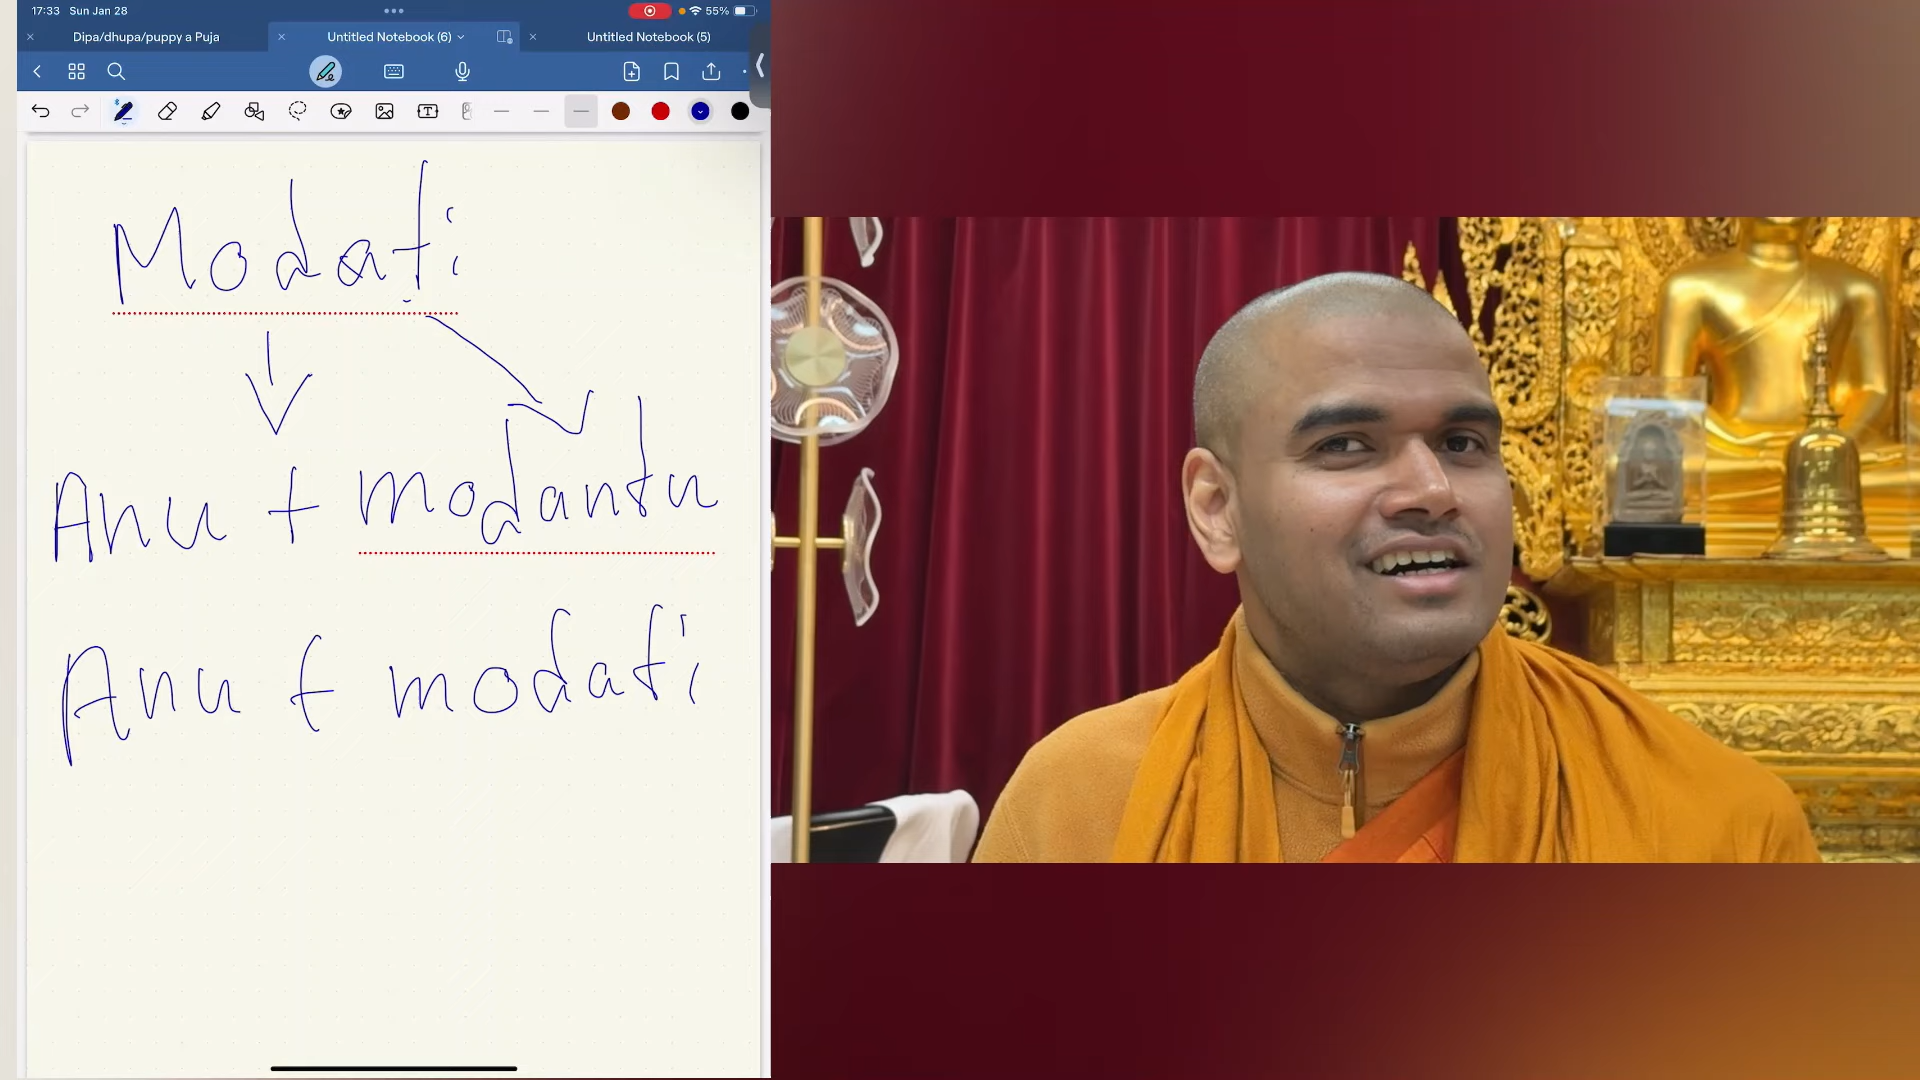 17:33 Sun Jan 28
55%
Dipa/dhupa/puppy a Puja
Untitled Notebook (6)
Untitled Notebook (5)
Modati
Anu + modantu
Anu + modati